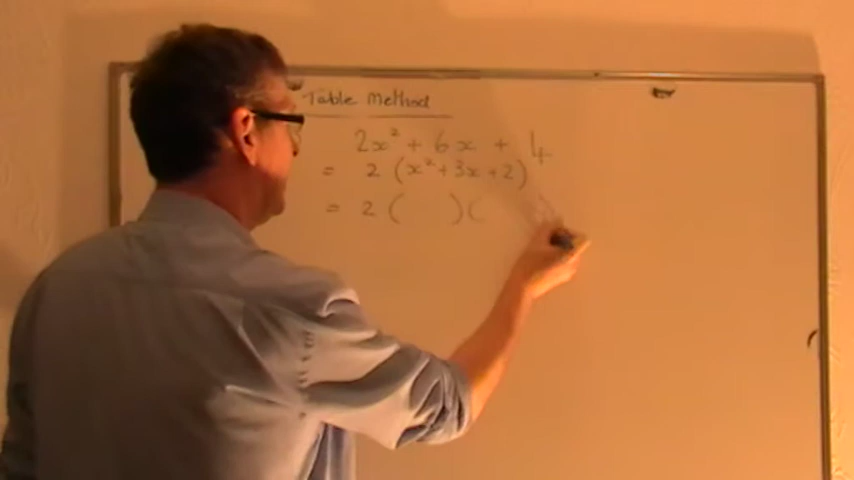 Table Method
2x² + 6x + 4
= 2 (x² + 3x + 2)
= 2 (    ) (    )